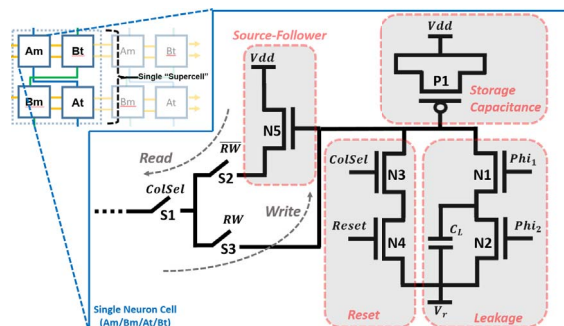 Am
Bt
Am
Bt
Single "Supercell"
Bm
At
Bm
At
Source-Follower
Vdd
Vdd
P1
Storage
Capacitance
N5
Read
RW
S2
ColSel
S1
Write
RW
S3
ColSel
N3
N1
Phi₁
Reset
N4
C_L
N2
Phi₂
V_r
Reset
Leakage
Single Neuron Cell
(Am/Bm/At/Bt)